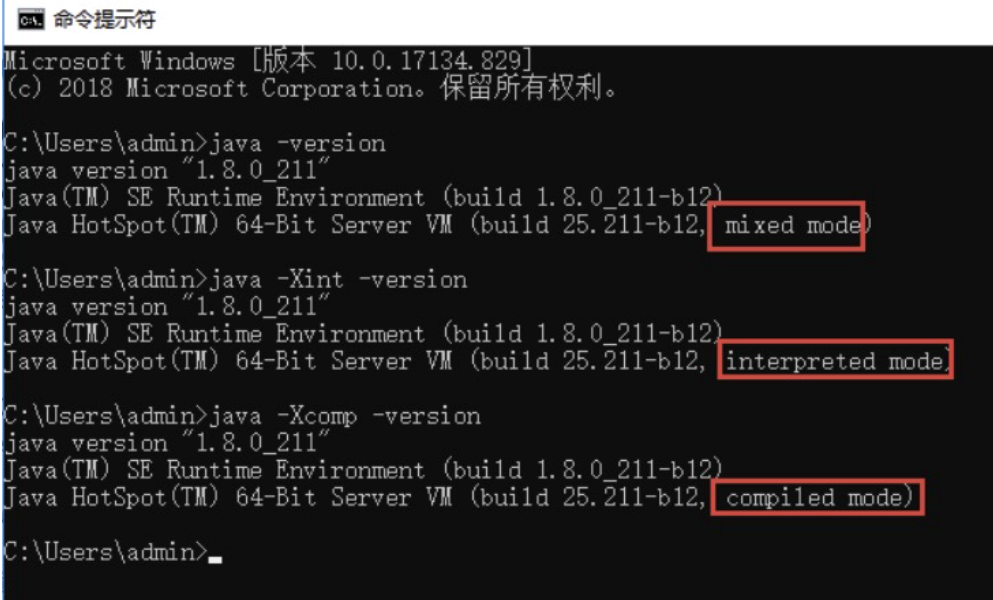 命令提示符
Microsoft Windows [版本 10.0.17134.829]
(c) 2018 Microsoft Corporation。保留所有权利。
C:\Users\admin>java -version
java version "1.8.0_211"
Java(TM) SE Runtime Environment (build 1.8.0_211-b12)
Java HotSpot(TM) 64-Bit Server VM (build 25.211-b12, mixed mode)
C:\Users\admin>java -Xint -version
java version "1.8.0_211"
Java(TM) SE Runtime Environment (build 1.8.0_211-b12)
Java HotSpot(TM) 64-Bit Server VM (build 25.211-b12, interpreted mode)
C:\Users\admin>java -Xcomp -version
java version "1.8.0_211"
Java(TM) SE Runtime Environment (build 1.8.0_211-b12)
Java HotSpot(TM) 64-Bit Server VM (build 25.211-b12, compiled mode)
C:\Users\admin>